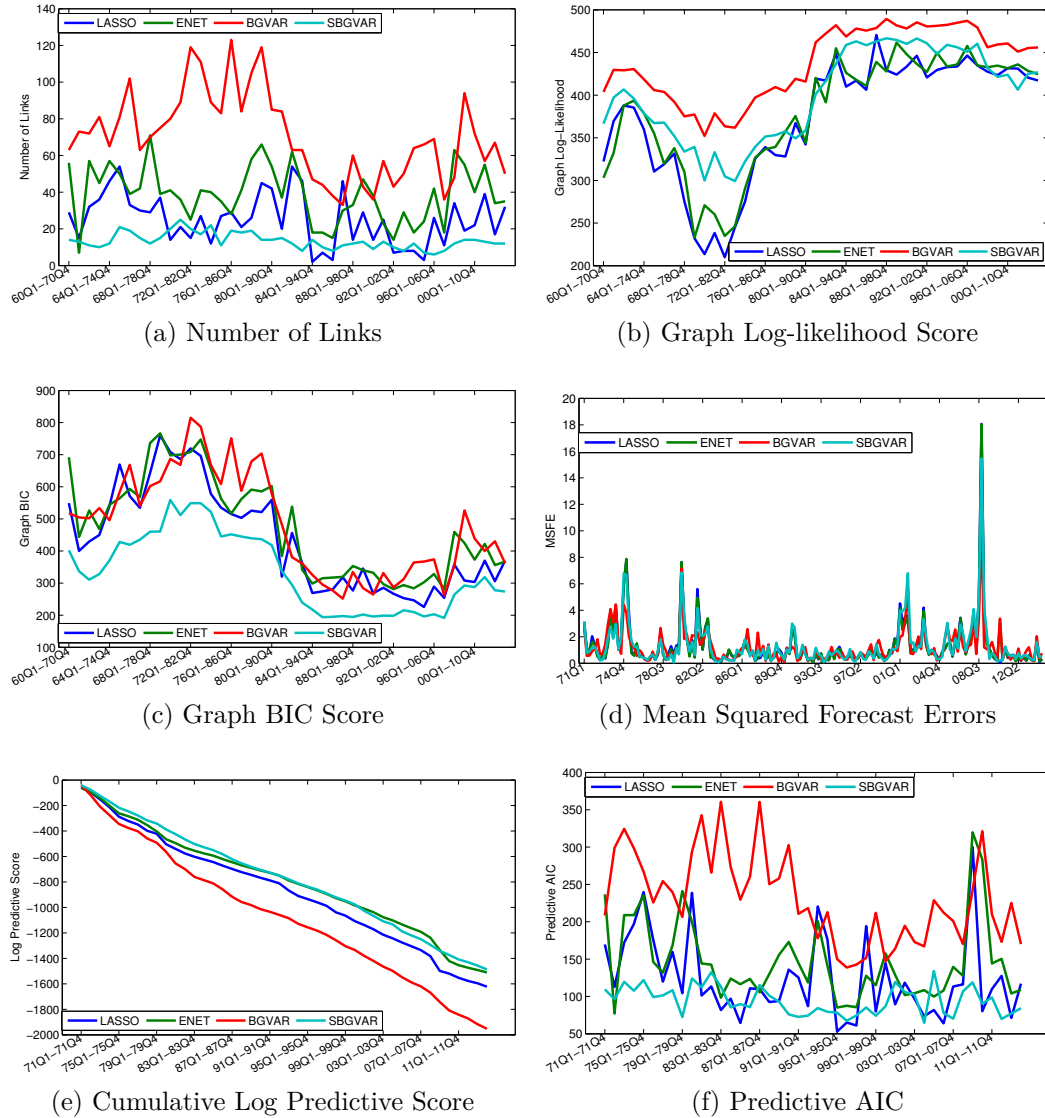 LASSO ENET BGVAR SBGVAR
Number of Links
140
120
100
80
60
40
20
0
60Q1−70Q4 64Q1−74Q4 68Q1−78Q4 72Q1−82Q4 76Q1−86Q4 80Q1−90Q4 84Q1−94Q4 88Q1−98Q4 92Q1−02Q4 96Q1−06Q4 00Q1−10Q4
(a) Number of Links
Graph Log−Likelihood
500
450
400
350
300
250
200
LASSO ENET BGVAR SBGVAR
60Q1−70Q4 64Q1−74Q4 68Q1−78Q4 72Q1−82Q4 76Q1−86Q4 80Q1−90Q4 84Q1−94Q4 88Q1−98Q4 92Q1−02Q4 96Q1−06Q4 00Q1−10Q4
(b) Graph Log-likelihood Score
Graph BIC
900
800
700
600
500
400
300
200
100
LASSO ENET BGVAR SBGVAR
60Q1−70Q4 64Q1−74Q4 68Q1−78Q4 72Q1−82Q4 76Q1−86Q4 80Q1−90Q4 84Q1−94Q4 88Q1−98Q4 92Q1−02Q4 96Q1−06Q4 00Q1−10Q4
(c) Graph BIC Score
LASSO ENET BGVAR SBGVAR
MSFE
20
18
16
14
12
10
8
6
4
2
0
71Q1 74Q4 78Q3 82Q2 86Q1 89Q4 93Q3 97Q2 01Q1 04Q4 08Q3 12Q2
(d) Mean Squared Forecast Errors
Log Predictive Score
0
−200
−400
−600
−800
−1000
−1200
−1400
−1600
−1800
−2000
LASSO ENET BGVAR SBGVAR
71Q1−71Q4 71Q1−75Q4 71Q1−79Q4 71Q1−83Q4 71Q1−87Q4 71Q1−91Q4 71Q1−95Q4 71Q1−99Q4 71Q1−03Q4 71Q1−07Q4 71Q1−11Q4
(e) Cumulative Log Predictive Score
LASSO ENET BGVAR SBGVAR
Predictive AIC
400
350
300
250
200
150
100
50
71Q1−71Q4 75Q1−75Q4 79Q1−79Q4 83Q1−83Q4 87Q1−87Q4 91Q1−91Q4 95Q1−95Q4 99Q1−99Q4 03Q1−03Q4 07Q1−07Q4 11Q1−11Q4
(f) Predictive AIC